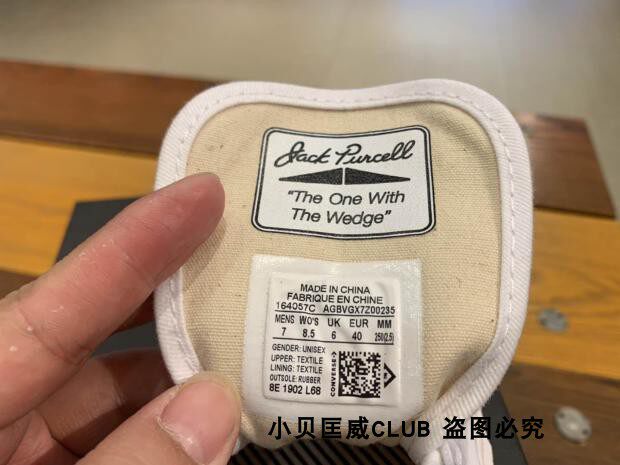 Jack Purcell
"The One With
The Wedge"
MADE IN CHINA
FABRIQUE EN CHINE
164057C AGBVGX7Z00235
MENS WO'S UK EUR MM
7 8.5 6 40 250(2.5)
GENDER: UNISEX
UPPER: TEXTILE
LINING: TEXTILE
OUTSOLE: RUBBER
8E 1902 L68
CONVERSE
小贝匡威CLUB 盗图必究